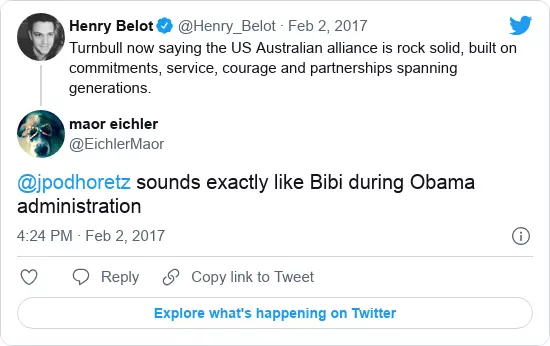 Henry Belot @Henry_Belot · Feb 2, 2017
Turnbull now saying the US Australian alliance is rock solid, built on
commitments, service, courage and partnerships spanning
generations.
maor eichler
@EichlerMaor
@jpodhoretz sounds exactly like Bibi during Obama
administration
4:24 PM · Feb 2, 2017
Reply Copy link to Tweet
Explore what's happening on Twitter